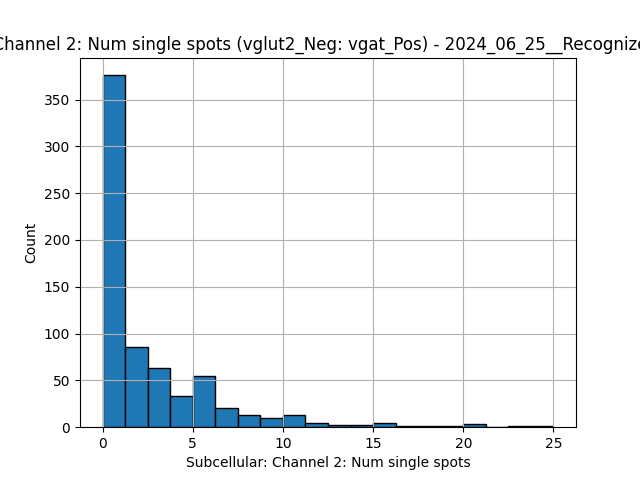 Channel 2: Num single spots (vglut2_Neg: vgat_Pos) - 2024_06_25__Recognize
350
300
250
200
150
100
50
0
Count
0 5 10 15 20 25
Subcellular: Channel 2: Num single spots